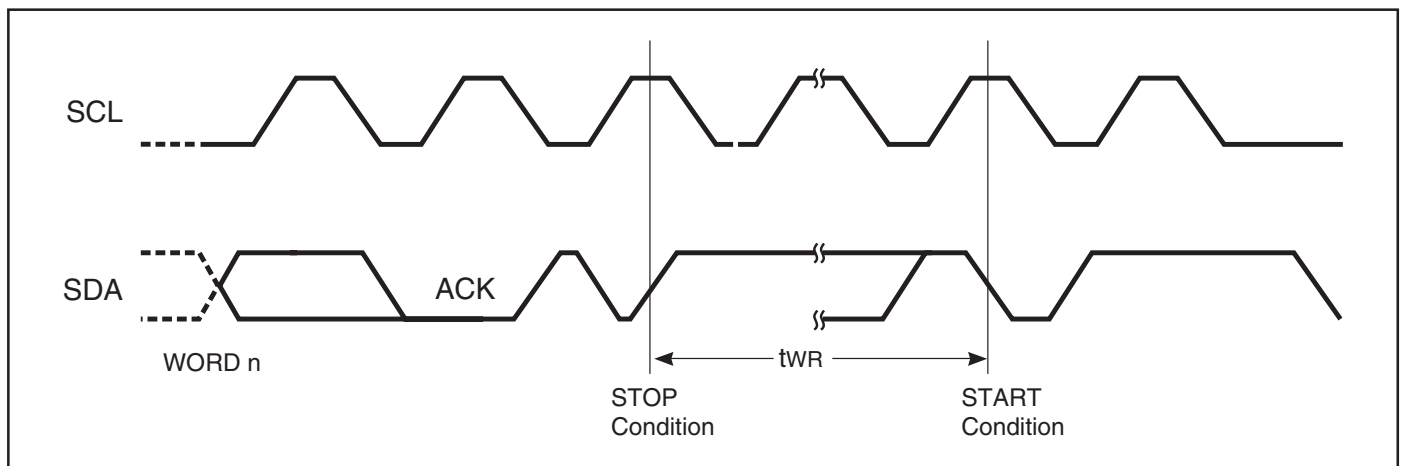 SCL
SDA
ACK
WORD n
tWR
STOP
Condition
START
Condition